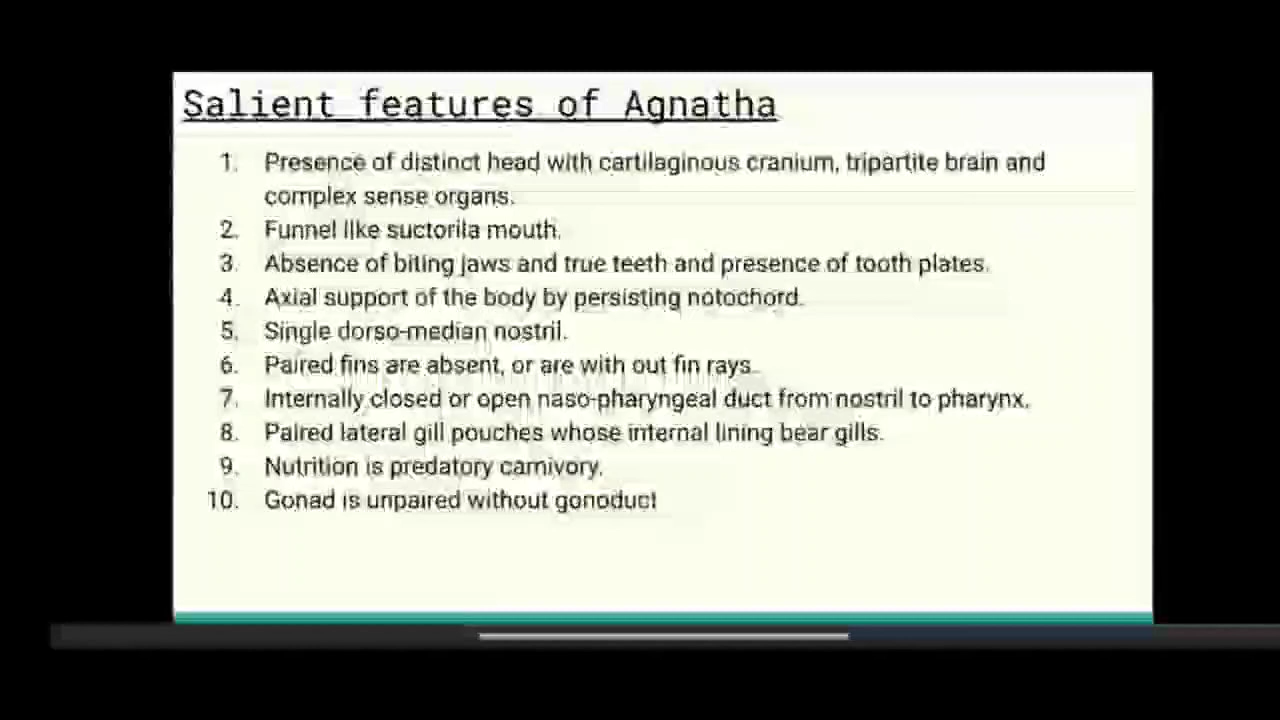 Salient features of Agnatha
1. Presence of distinct head with cartilaginous cranium, tripartite brain and
complex sense organs.
2. Funnel like suctorila mouth.
3. Absence of biting jaws and true teeth and presence of tooth plates.
4. Axial support of the body by persisting notochord.
5. Single dorso-median nostril.
6. Paired fins are absent, or are with out fin rays.
7. Internally closed or open naso-pharyngeal duct from nostril to pharynx.
8. Paired lateral gill pouches whose internal lining bear gills.
9. Nutrition is predatory carnivory.
10. Gonad is unpaired without gonoduct